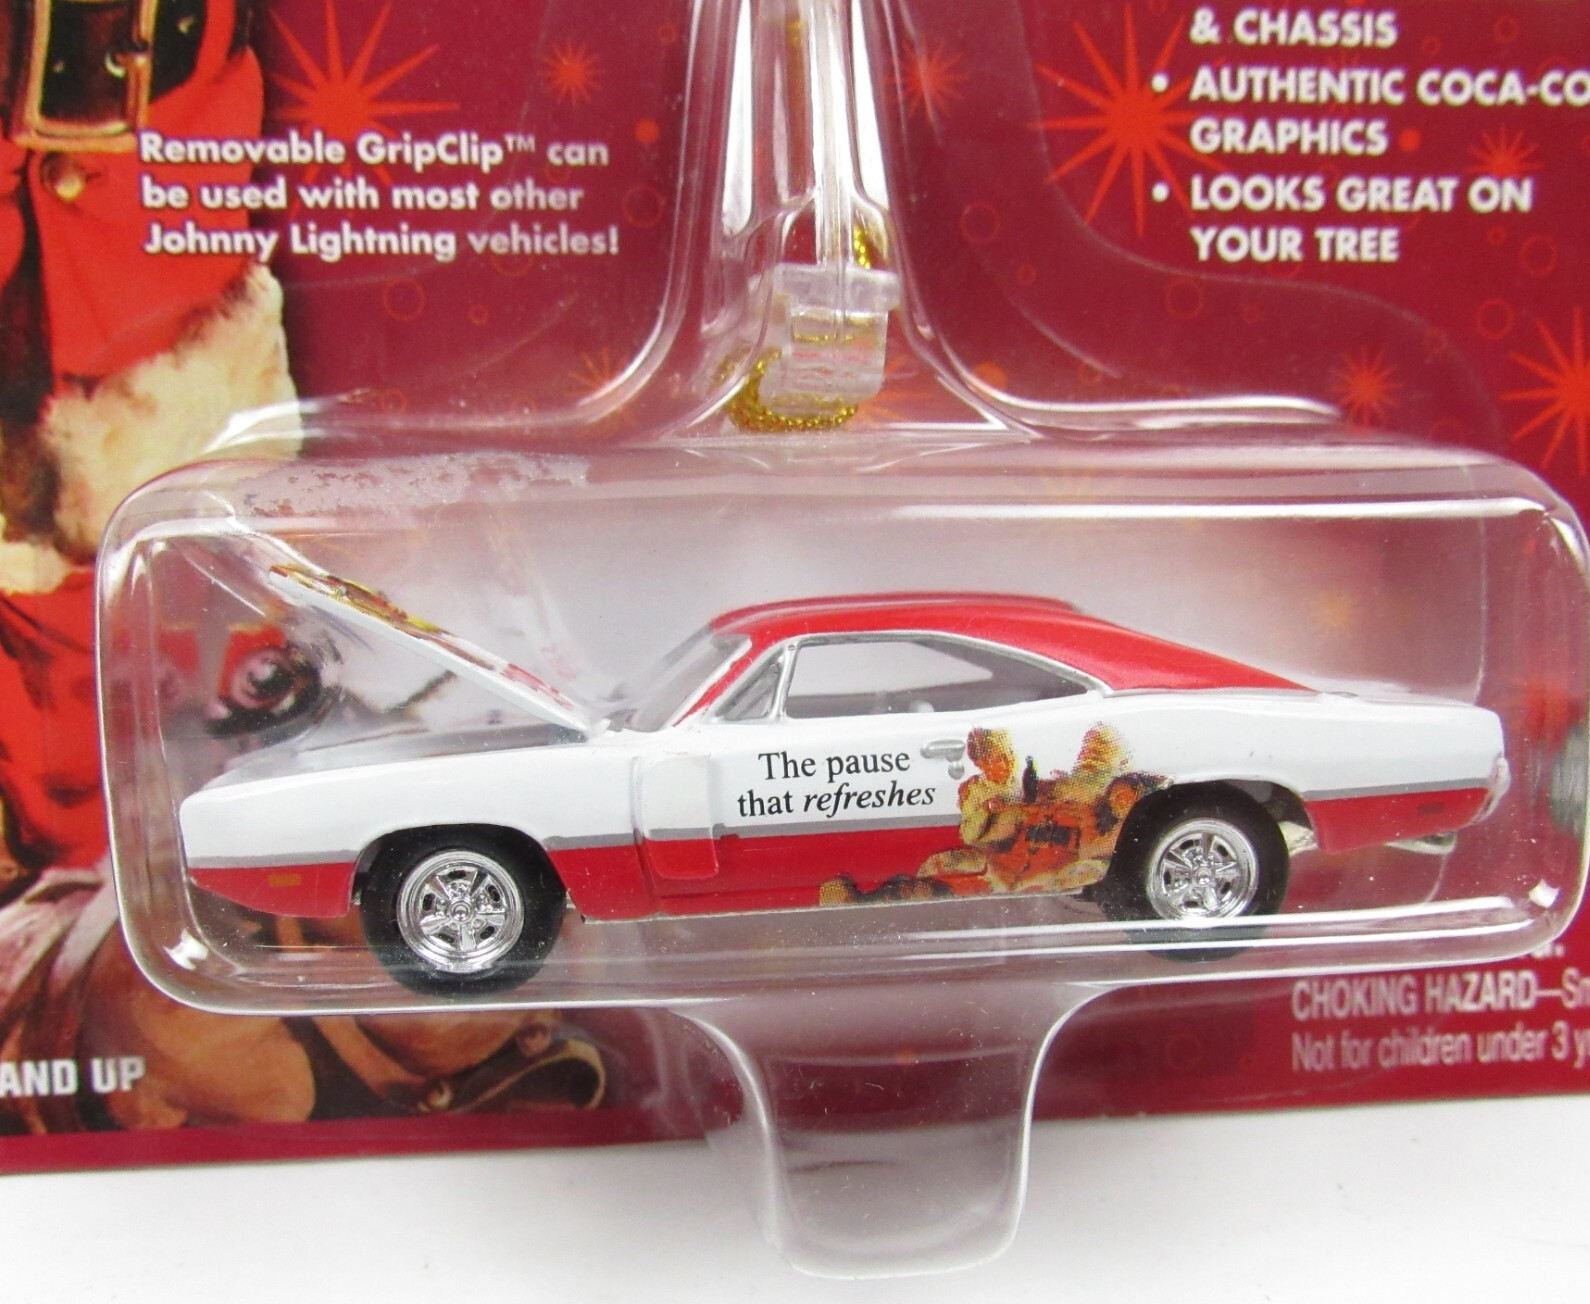 Removable GripClip™ can
be used with most other
Johnny Lightning vehicles!
& CHASSIS
• AUTHENTIC COCA-CO
GRAPHICS
• LOOKS GREAT ON
YOUR TREE
The pause
that refreshes
CHOKING HAZARD—Sm
Not for children under 3 y
AND UP